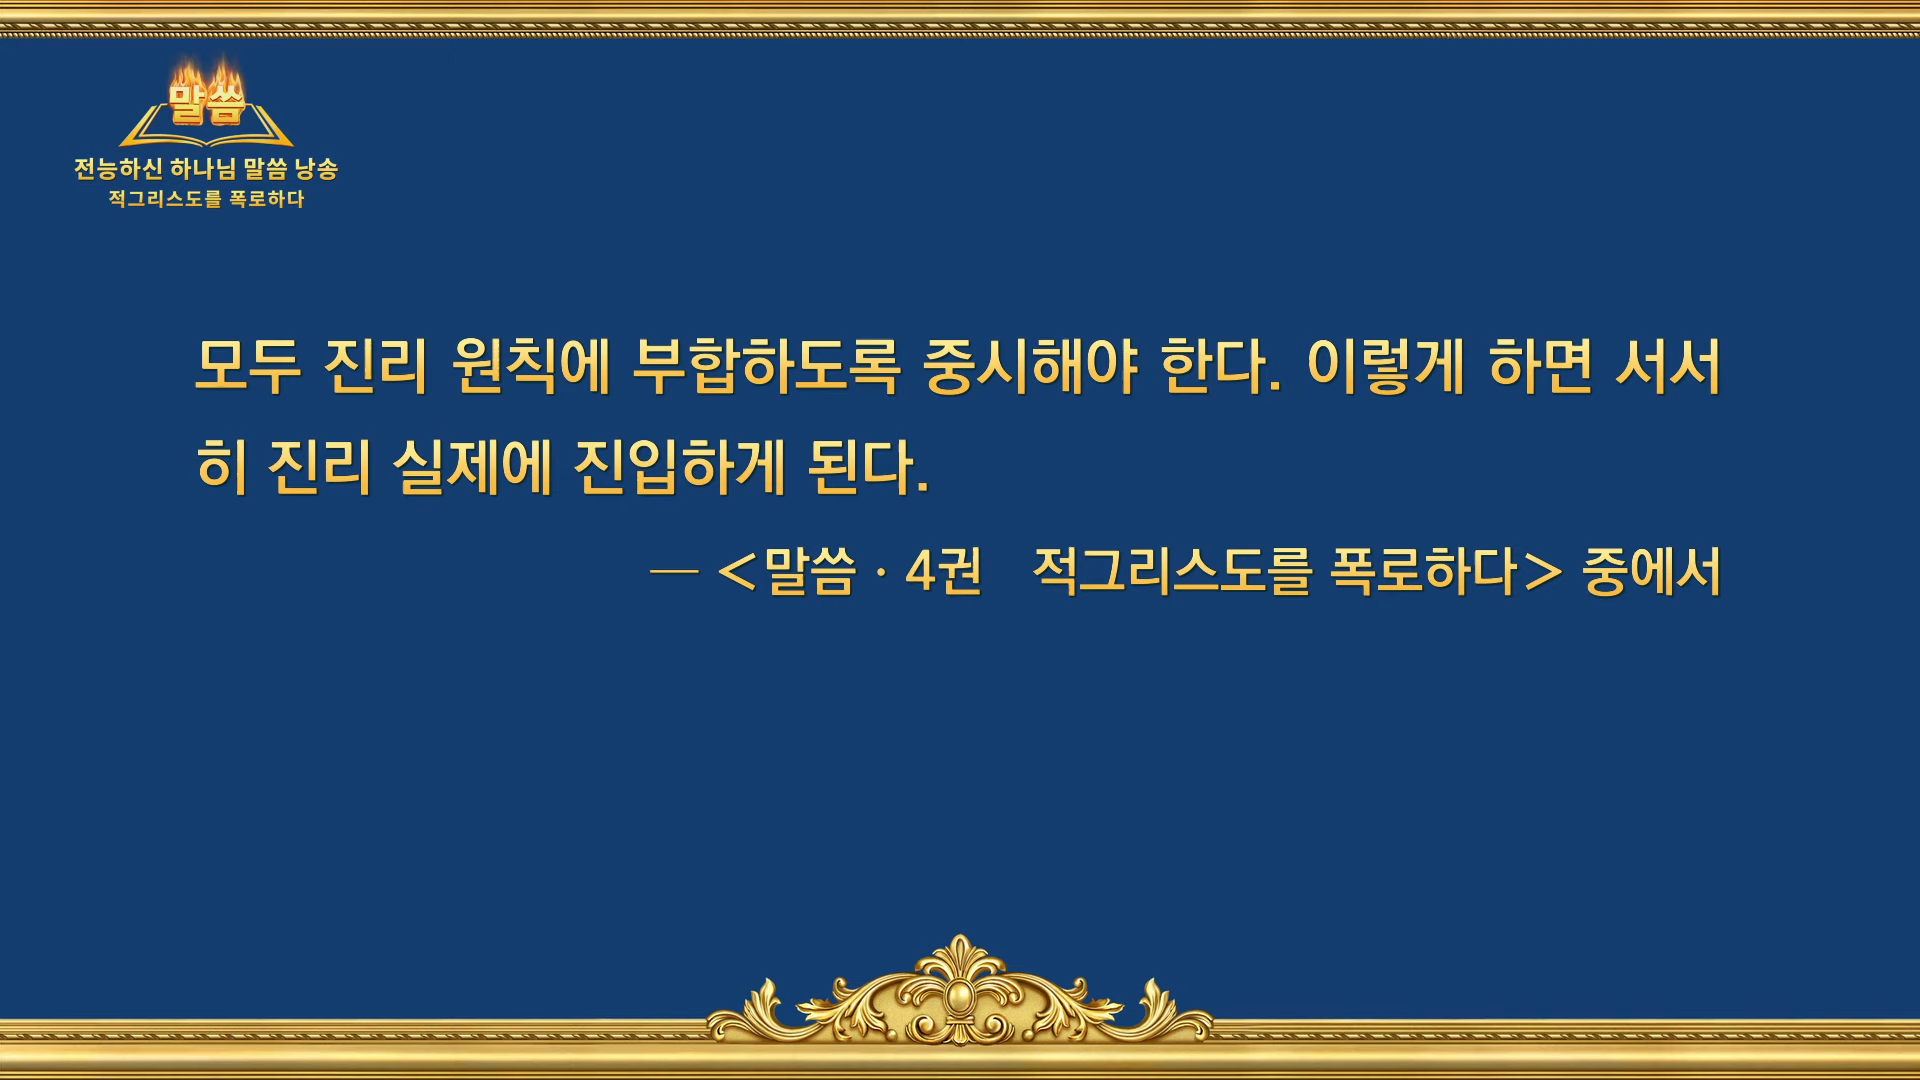 말씀
전능하신 하나님 말씀 낭송
적그리스도를 폭로하다
모두 진리 원칙에 부합하도록 중시해야 한다. 이렇게 하면 서서
히 진리 실제에 진입하게 된다.
― <말씀 · 4권 적그리스도를 폭로하다> 중에서